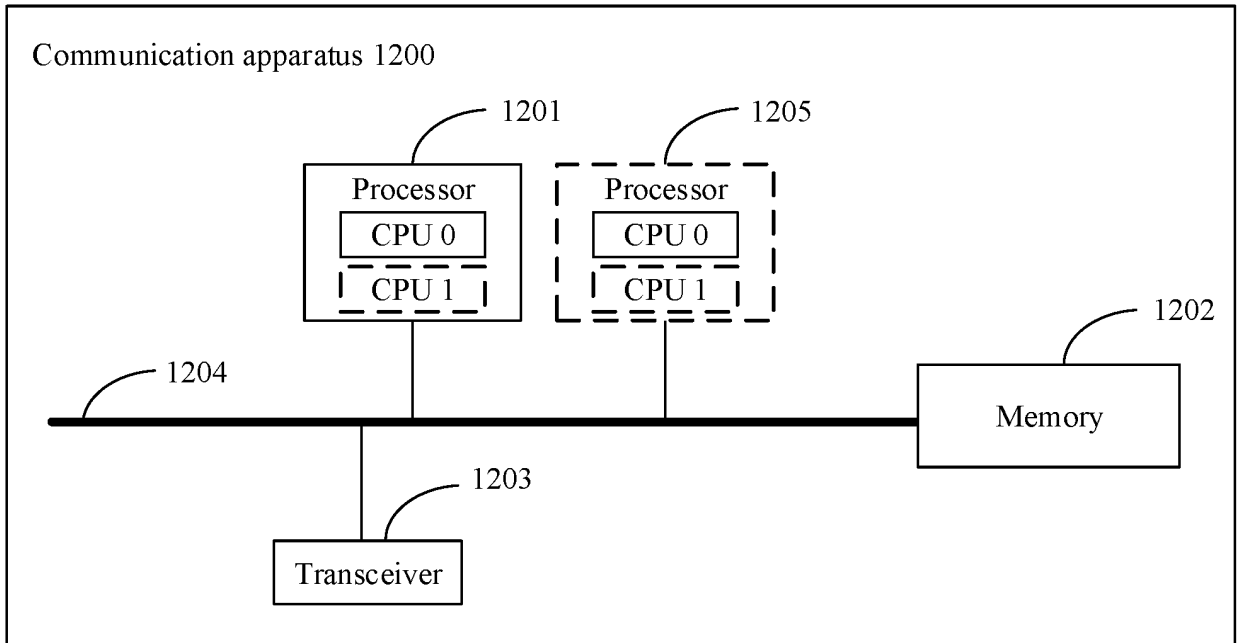 Communication apparatus 1200
1201
1205
Processor
Processor
CPU 0
CPU 0
CPU 1
CPU 1
1202
1204
Memory
1203
Transceiver